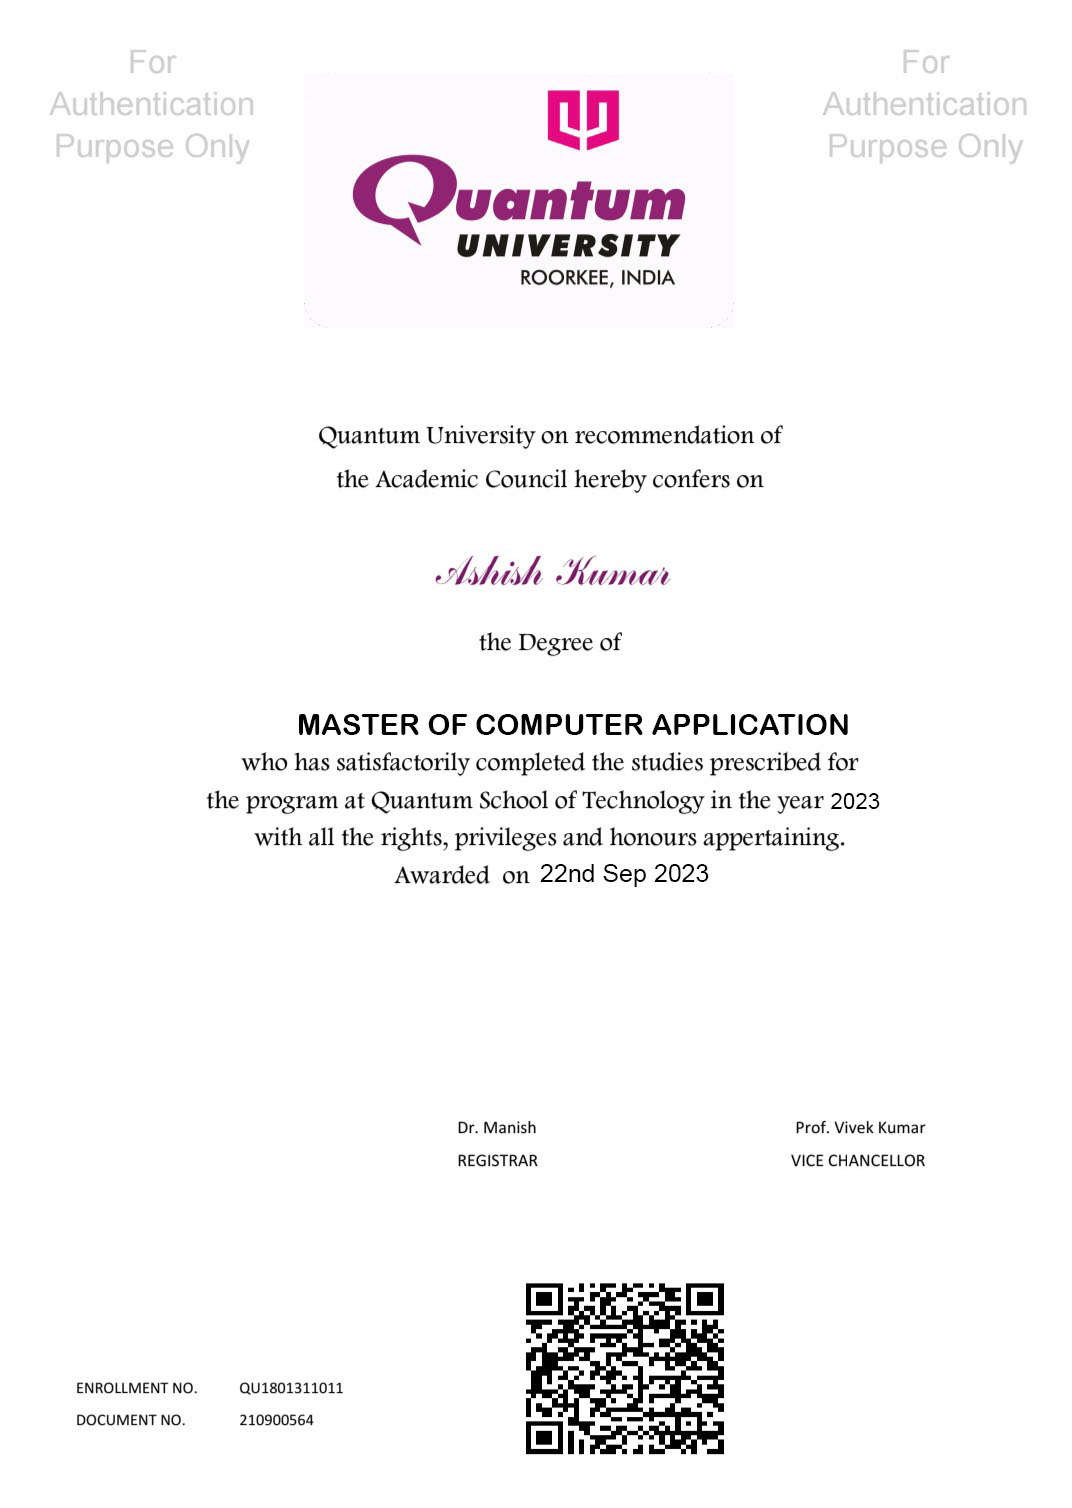 For
Authentication
Purpose Only
For
Authentication
Purpose Only
Quantum
UNIVERSITY
ROORKEE, INDIA
Quantum University on recommendation of
the Academic Council hereby confers on
Ashish Kumar
the Degree of
MASTER OF COMPUTER APPLICATION
who has satisfactorily completed the studies prescribed for
the program at Quantum School of Technology in the year 2023
with all the rights, privileges and honours appertaining.
Awarded on 22nd Sep 2023
Dr. Manish
REGISTRAR
Prof. Vivek Kumar
VICE CHANCELLOR
ENROLLMENT NO. QU1801311011
DOCUMENT NO. 210900564